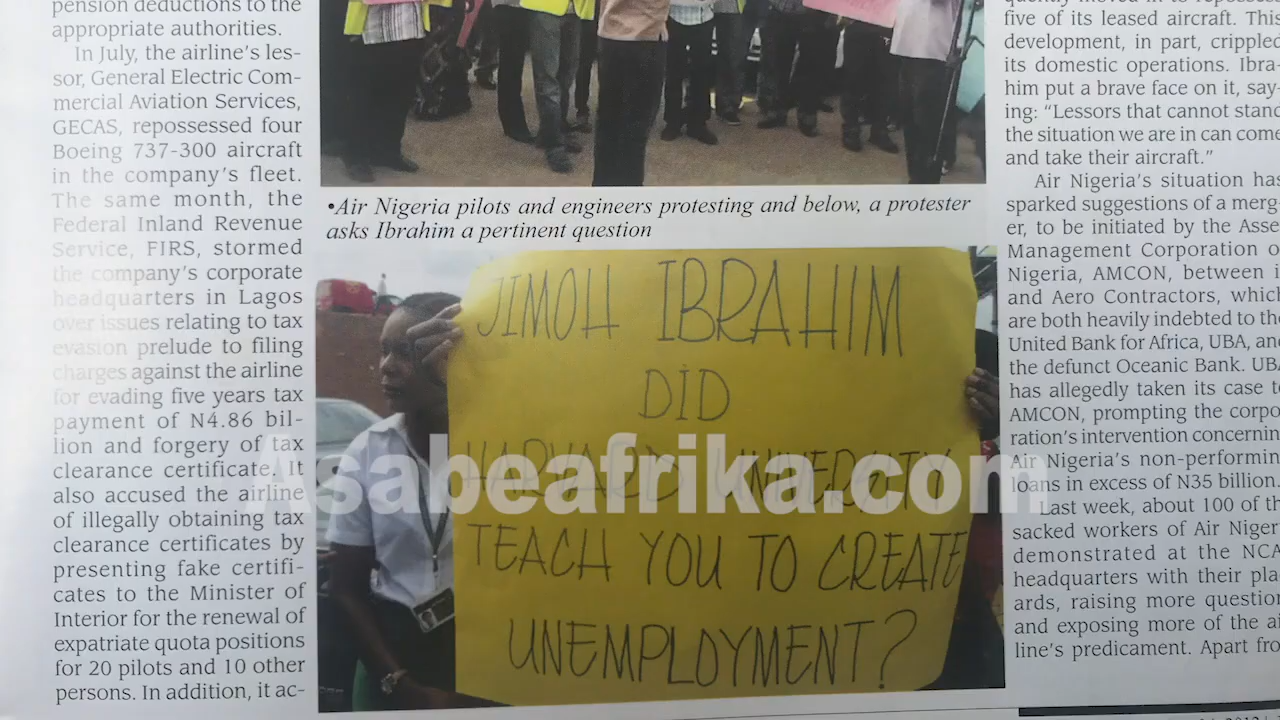 pension deductions to the
appropriate authorities.
In July, the airline's les-
sor, General Electric Com-
mercial Aviation Services,
GECAS, repossessed four
Boeing 737-300 aircraft
in the company's fleet.
The same month, the
Federal Inland Revenue
Service, FIRS, stormed
the company's corporate
headquarters in Lagos
over issues relating to tax
evasion prelude to filing
charges against the airline
for evading five years tax
payment of N4.86 bil-
lion and forgery of tax
clearance certificate. It
also accused the airline
of illegally obtaining tax
clearance certificates by
presenting fake certifi-
cates to the Minister of
Interior for the renewal of
expatriate quota positions
for 20 pilots and 10 other
persons. In addition, it ac-
•Air Nigeria pilots and engineers protesting and below, a protester
asks Ibrahim a pertinent question
JIMOH IBRAHIM
DID
HARVARD UNIVERSITY
TEACH YOU TO CREATE
UNEMPLOYMENT?
Asabeafrika.com
five of its leased aircraft. This
development, in part, crippled
its domestic operations. Ibra-
him put a brave face on it, say-
ing: "Lessors that cannot stand
the situation we are in can come
and take their aircraft."
Air Nigeria's situation has
sparked suggestions of a merg-
er, to be initiated by the Asse
Management Corporation o
Nigeria, AMCON, between i
and Aero Contractors, which
are both heavily indebted to the
United Bank for Africa, UBA, and
the defunct Oceanic Bank. UBA
has allegedly taken its case to
AMCON, prompting the corpo
ration's intervention concernin
Air Nigeria's non-performin
loans in excess of N35 billion.
Last week, about 100 of th
sacked workers of Air Niger
demonstrated at the NCA
headquarters with their pla
ards, raising more question
and exposing more of the ai
line's predicament. Apart fro